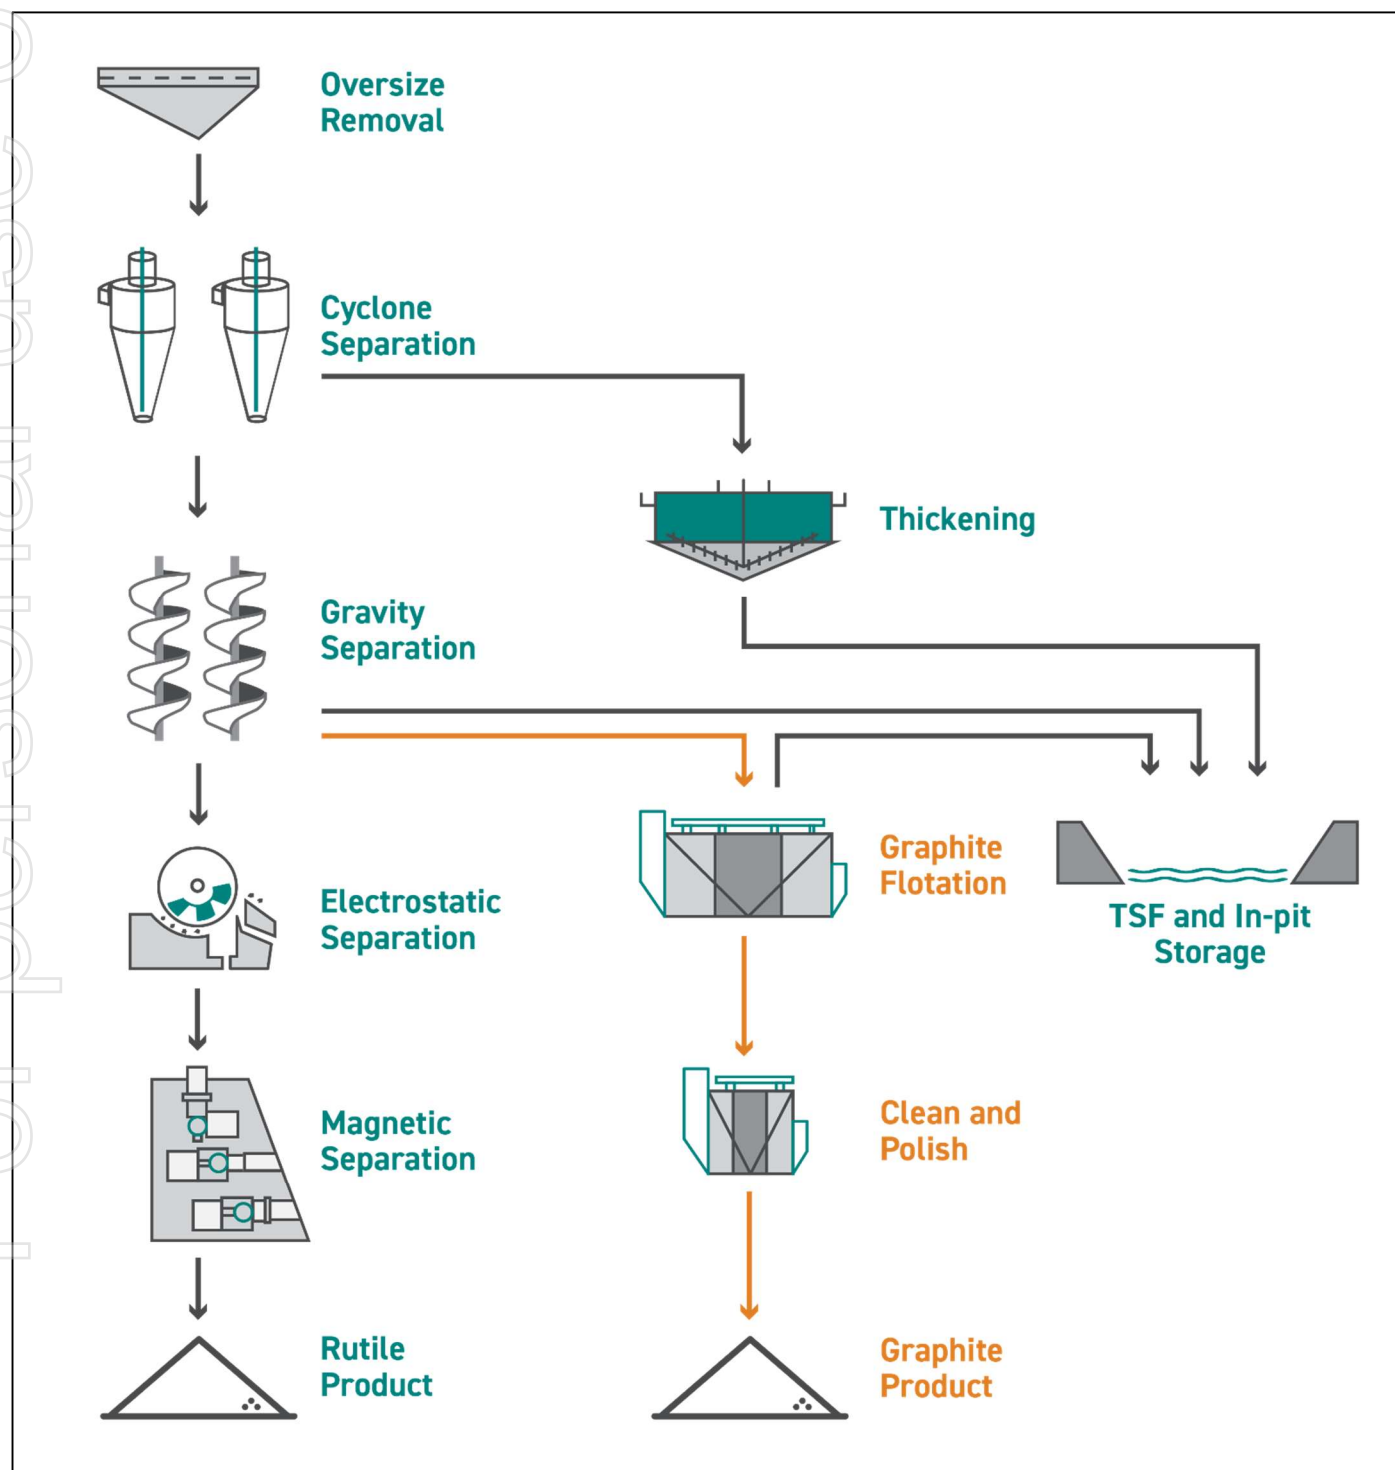 Oversize
Removal
Cyclone
Separation
Thickening
Gravity
Separation
Graphite
Flotation
Electrostatic
Separation
TSF and In-pit
Storage
Magnetic
Separation
Clean and
Polish
Rutile
Product
Graphite
Product